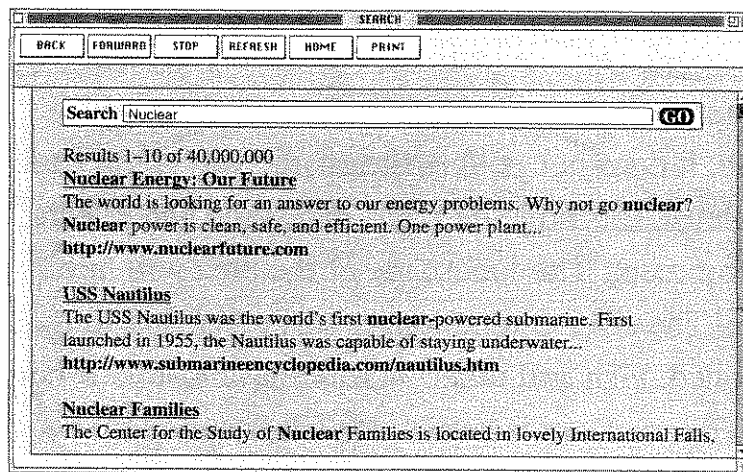 SEARCH
BACK FORWARD STOP REFRESH HOME PRINT
Search Nuclear GO
Results 1–10 of 40,000,000
Nuclear Energy: Our Future
The world is looking for an answer to our energy problems. Why not go nuclear?
Nuclear power is clean, safe, and efficient. One power plant...
http://www.nuclearfuture.com
USS Nautilus
The USS Nautilus was the world's first nuclear-powered submarine. First
launched in 1955, the Nautilus was capable of staying underwater...
http://www.submarineencyclopedia.com/nautilus.htm
Nuclear Families
The Center for the Study of Nuclear Families is located in lovely International Falls,